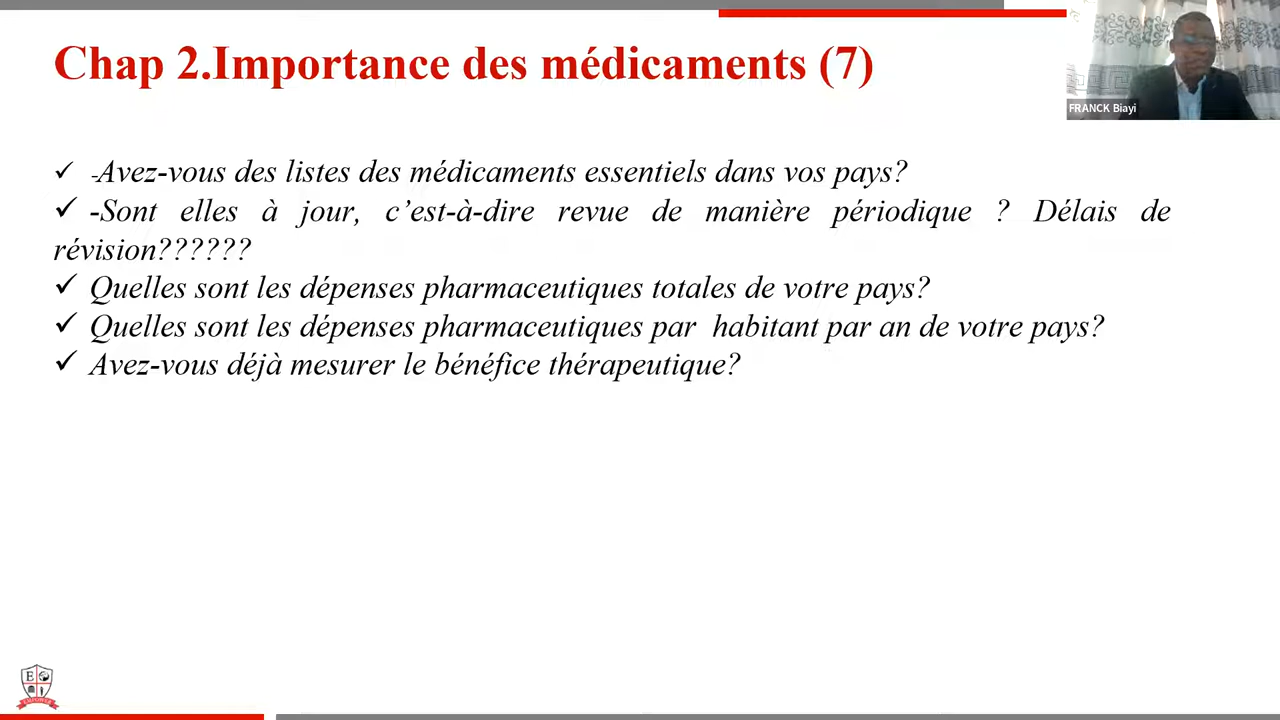 Chap 2.Importance des médicaments (7)
FRANCK Biayi
✓ -Avez-vous des listes des médicaments essentiels dans vos pays?
✓ -Sont elles à jour, c’est-à-dire revue de manière périodique ? Délais de
révision??????
✓ Quelles sont les dépenses pharmaceutiques totales de votre pays?
✓ Quelles sont les dépenses pharmaceutiques par habitant par an de votre pays?
✓ Avez-vous déjà mesurer le bénéfice thérapeutique?
E